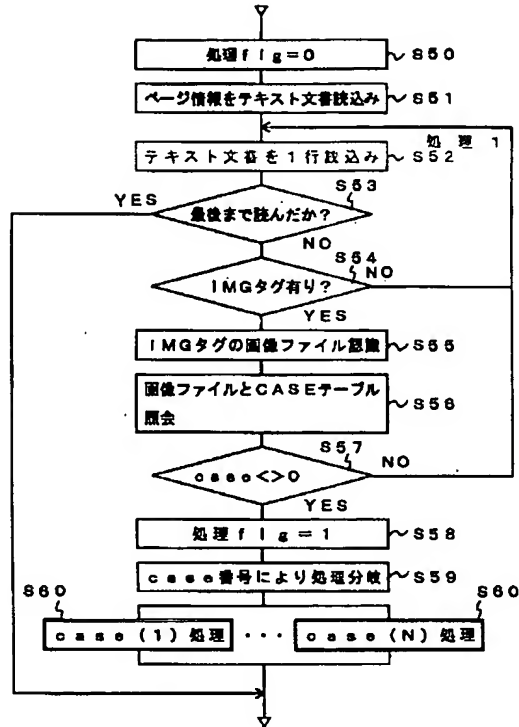 処理flg=0
S50
ページ情報をテキスト文書読込み
S51
処理1
テキスト文書を1行読込み
S52
S53
YES
最後まで読んだか?
NO
S54
NO
IMGタグ有り?
YES
IMGタグの画像ファイル認識
S55
画像ファイルとCASEテーブル
照会
S56
S57
NO
case<>0
YES
処理flg=1
S58
case番号により処理分岐
S59
S60
S60
case(1)処理
・・・
case(N)処理